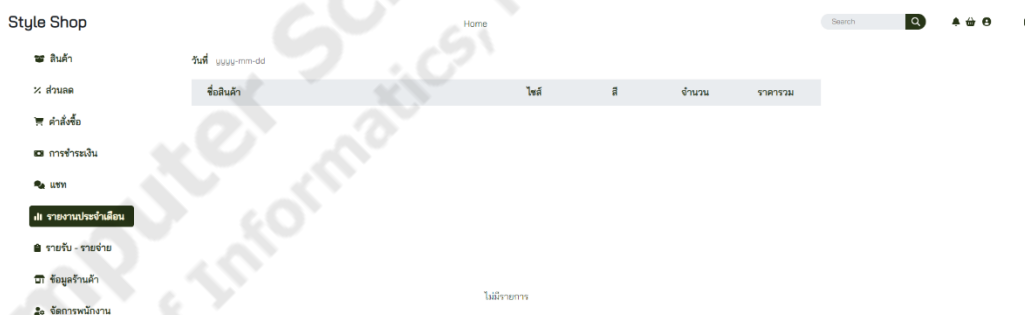 Style Shop
Home
Search
สินค้า
ส่วนลด
คำสั่งซื้อ
การชำระเงิน
แชท
รายงานประจำเดือน
รายรับ - รายจ่าย
ข้อมูลร้านค้า
จัดการพนักงาน
วันที่ yyyy-mm-dd
ชื่อสินค้า ไซส์ สี จำนวน ราคารวม
ไม่มีรายการ